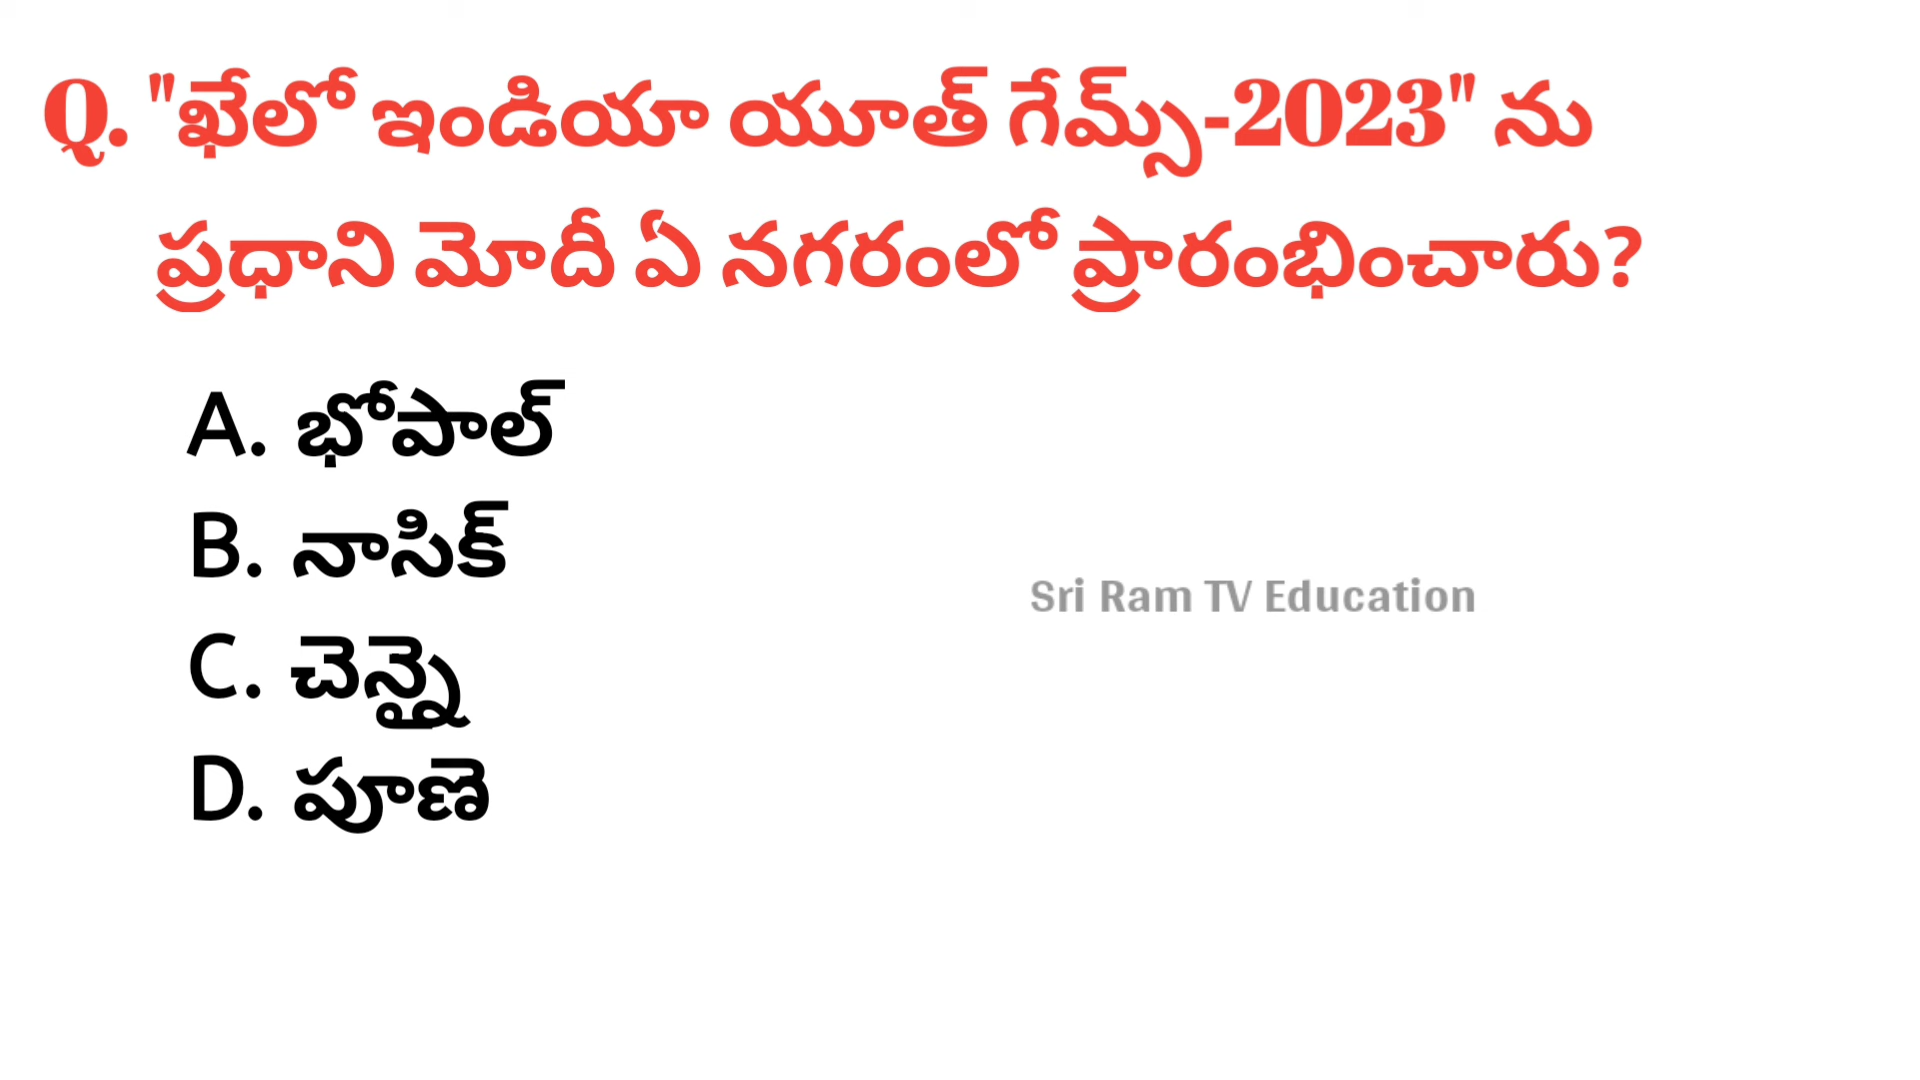 Q. "ఖేలో ఇండియా యూత్ గేమ్స్-2023" ను
ప్రధాని మోదీ ఏ నగరంలో ప్రారంభించారు?
A. భోపాల్
B. నాసిక్
Sri Ram TV Education
C. చెన్నై
D. పూణె